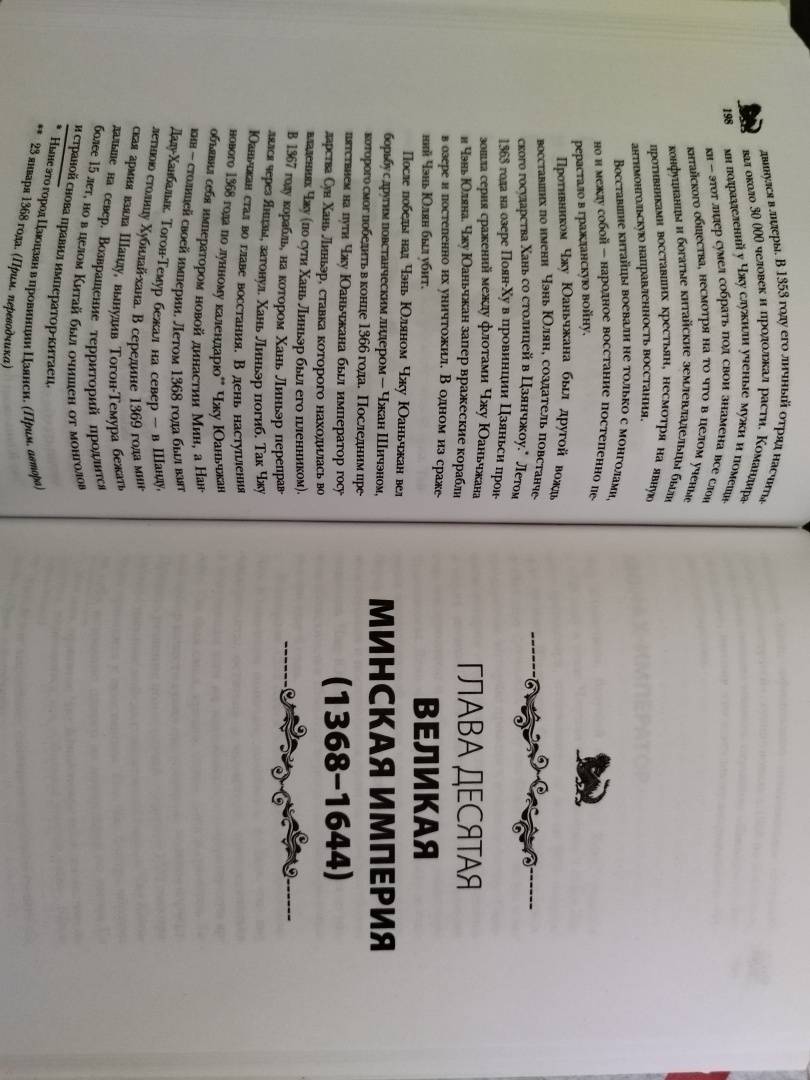 198
двинулся в лидеры. В 1353 году его личный отряд насчиты-
вал около 30 000 человек и продолжал расти. Командира-
ми подразделений у Чжу служили ученые мужи и помещи-
ки – этот лидер сумел собрать под свои знамена все слои
китайского общества, несмотря на то что в целом ученые
конфуцианцы и богатые китайские землевладельцы были
противниками восставших крестьян, несмотря на явную
антимонгольскую направленность восстания.
Восставшие китайцы воевали не только с монголами,
но и между собой – народное восстание постепенно пе-
рерастало в гражданскую войну.
Противником Чжу Юаньчжана был другой вождь
восставших по имени Чэнь Юлян, создатель повстанче-
ского государства Хань со столицей в Цзянчжоу.* Летом
1363 года на озере Поян-Ху в провинции Цзяньси прои-
зошла серия сражений между флотами Чжу Юаньчжана
и Чэнь Юляна. Чжу Юаньчжан запер вражеские корабли
в озере и постепенно их уничтожил. В одном из сраже-
ний Чэнь Юлян был убит.
После победы над Чэнь Юляном Чжу Юаньчжан вел
борьбу с другим повстанческим лидером – Чжан Шичэном,
которого смог победить в конце 1366 года. Последним пре-
пятствием на пути Чжу Юаньчжана был император госу-
дарства Сун Хань Линьэр, ставка которого находилась во
владениях Чжу (по сути Хань Линьэр был его пленником).
В 1367 году корабль, на котором Хань Линьэр переправ-
лялся через Янцзы, затонул. Хань Линьэр погиб. Так Чжу
Юаньчжан стал во главе восстания. В день наступления
нового 1368 года по лунному календарю** Чжу Юаньчжан
объявил себя императором новой династии Мин, а Нан-
кин – столицей своей империи. Летом 1368 года был взят
Даду-Ханбалык. Тогон-Темур бежал на север – в Шанду,
летнюю столицу Хубилай-хана. В середине 1369 года мин-
ская армия взяла Шанду, вынудив Тогон-Темура бежать
дальше на север. Возвращение территорий продлится
более 15 лет, но в целом Китай был очищен от монголов
и страной снова правил император-китаец.
* Ныне это город Цзюцзян в провинции Цзянси. (Прим. автора)
** 23 января 1368 года. (Прим. переводчика)
ГЛАВА ДЕСЯТАЯ
ВЕЛИКАЯ
МИНСКАЯ ИМПЕРИЯ
(1368–1644)